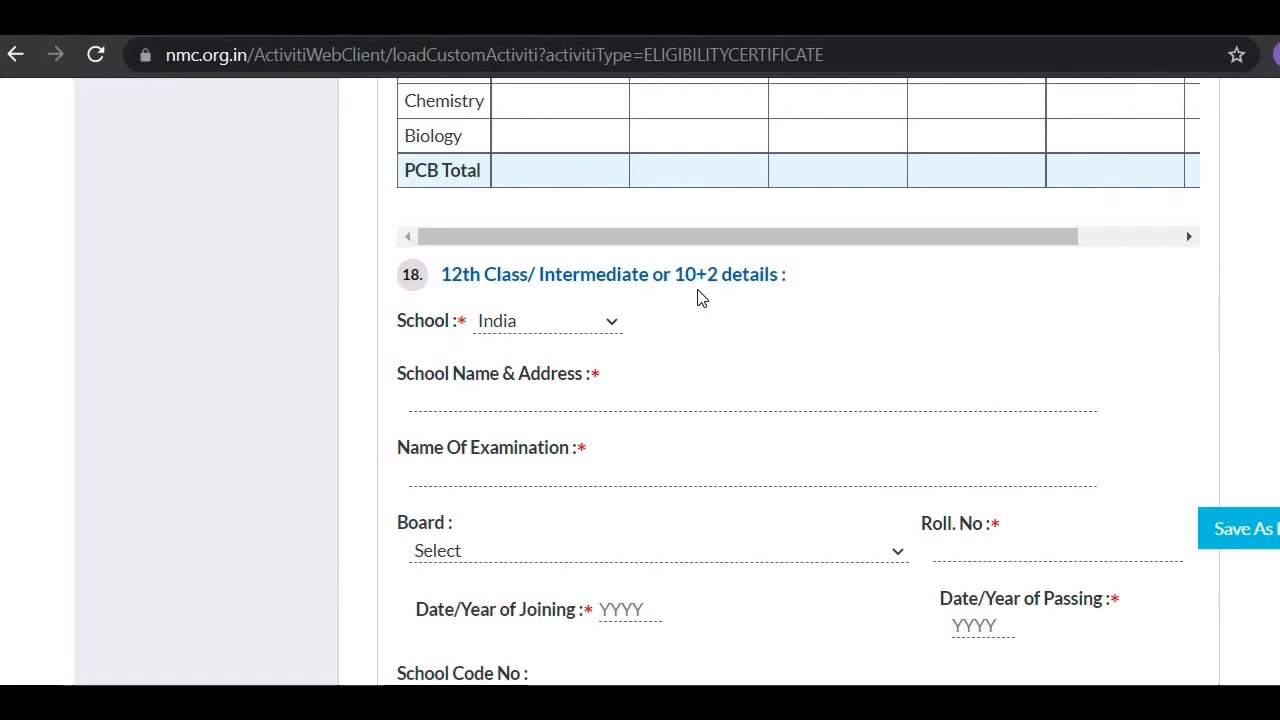 nmc.org.in/ActivitiWebClient/loadCustomActiviti?activitiType=ELIGIBILITYCERTIFICATE
Chemistry
Biology
PCB Total
18. 12th Class/ Intermediate or 10+2 details :
School :* India
School Name & Address :*
Name Of Examination :*
Board : Roll. No :*
Select
Save As
Date/Year of Joining :* YYYY Date/Year of Passing :*
YYYY
School Code No :